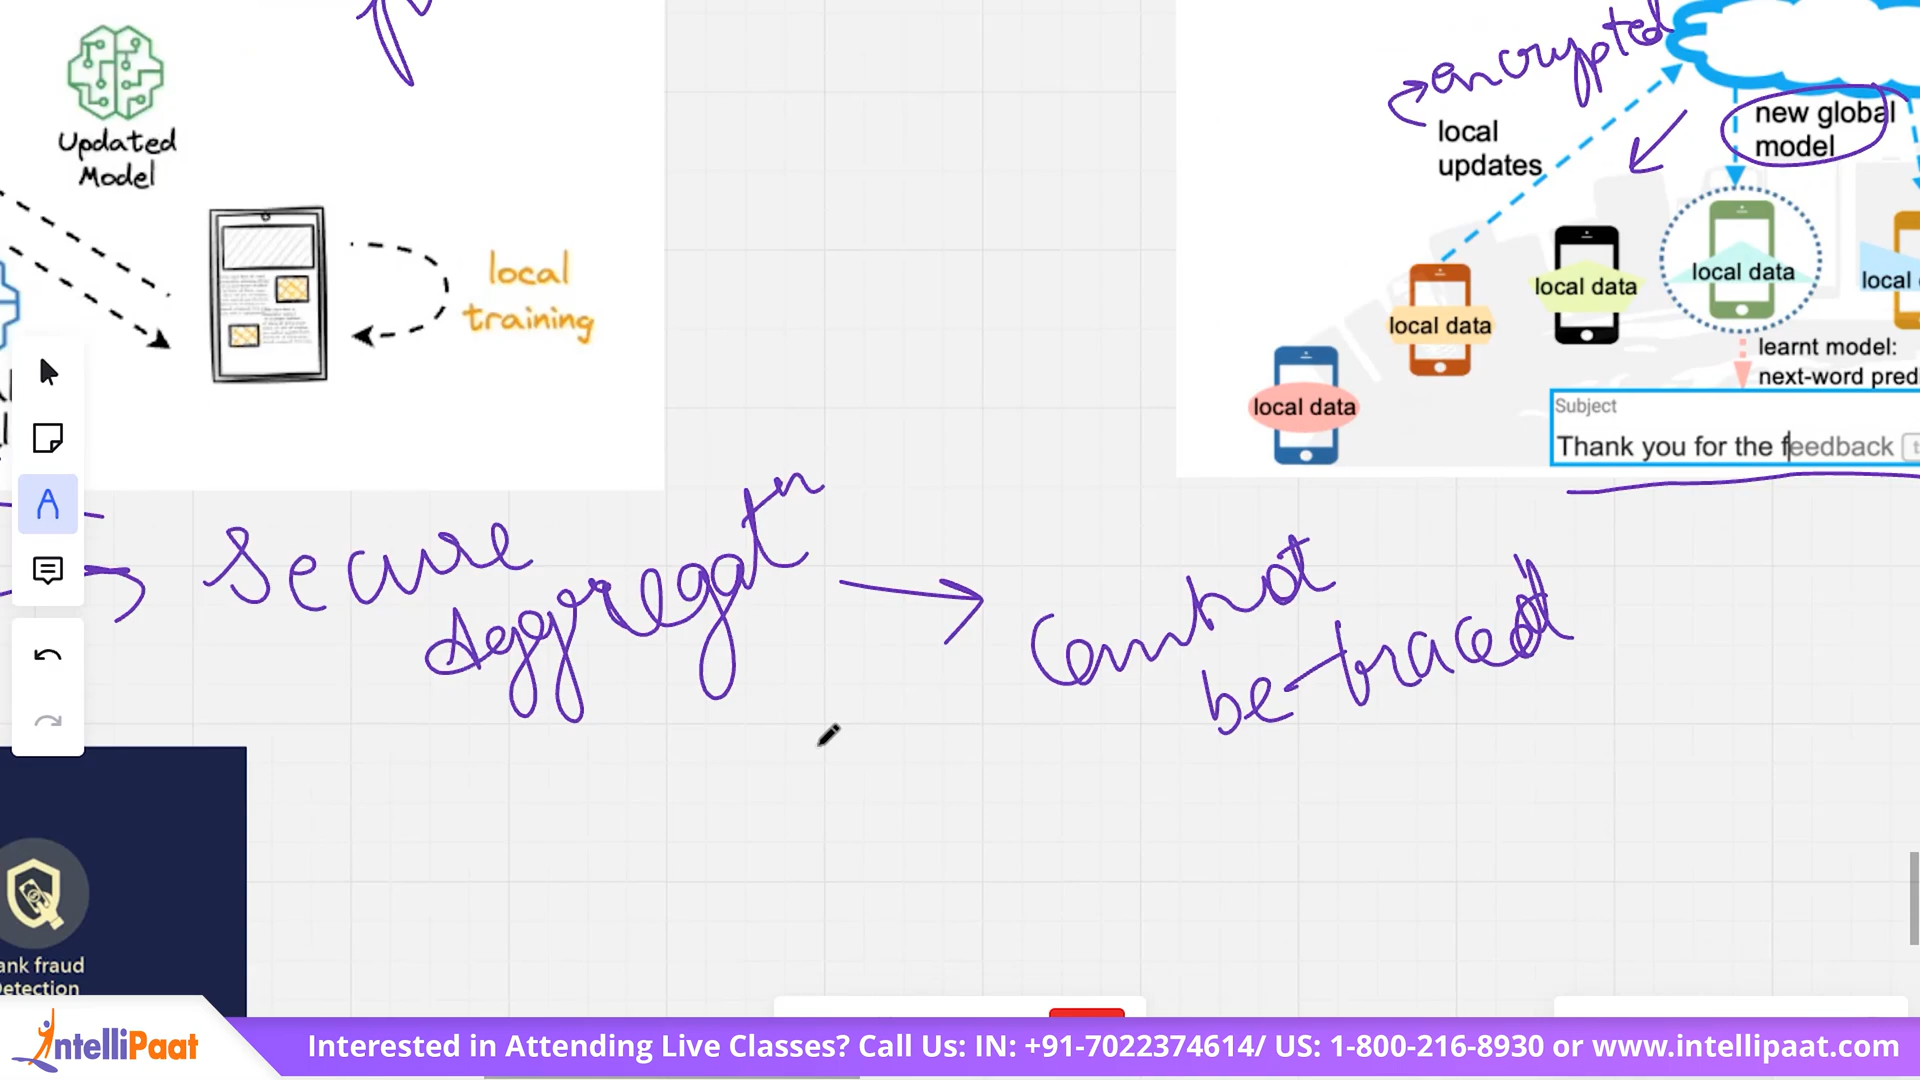 Updated
Model
local
training
encrypted
local
updates
new global
model
local data
local data
local data
local data
local
learnt model:
next-word pred
Subject
Thank you for the feedback
Secure
Aggregatn
cannot
be traced
ank fraud
Detection
IntelliPaat
Interested in Attending Live Classes? Call Us: IN: +91-7022374614/ US: 1-800-216-8930 or www.intellipaat.com